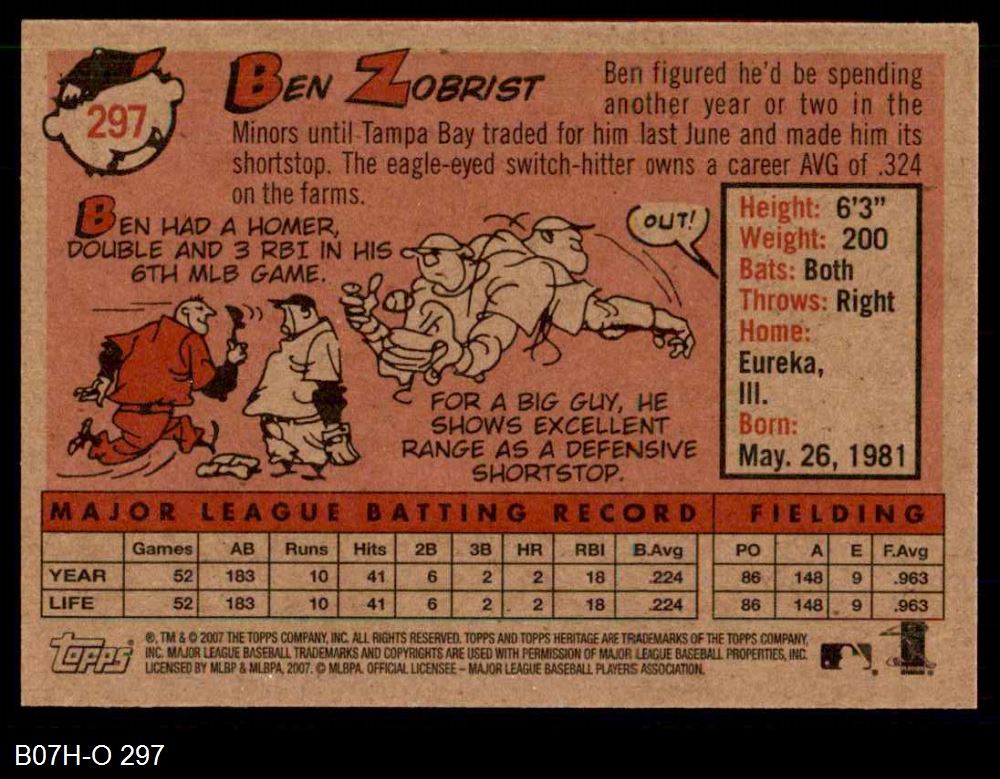 297
BEN ZOBRIST
Ben figured he'd be spending
another year or two in the
Minors until Tampa Bay traded for him last June and made him its
shortstop. The eagle-eyed switch-hitter owns a career AVG of .324
on the farms.
BEN HAD A HOMER,
DOUBLE AND 3 RBI IN HIS
6TH MLB GAME.
OUT!
FOR A BIG GUY, HE
SHOWS EXCELLENT
RANGE AS A DEFENSIVE
SHORTSTOP.
Height: 6'3"
Weight: 200
Bats: Both
Throws: Right
Home:
Eureka,
Ill.
Born:
May. 26, 1981
MAJOR LEAGUE BATTING RECORD FIELDING
Games AB Runs Hits 2B 3B HR RBI B.Avg PO A E F.Avg
YEAR 52 183 10 41 6 2 2 18 .224 86 148 9 .963
LIFE 52 183 10 41 6 2 2 18 .224 86 148 9 .963
TOPPS
®, TM & © 2007 THE TOPPS COMPANY, INC. ALL RIGHTS RESERVED. TOPPS AND TOPPS HERITAGE ARE TRADEMARKS OF THE TOPPS COMPANY,
INC. MAJOR LEAGUE BASEBALL TRADEMARKS AND COPYRIGHTS ARE USED WITH PERMISSION OF MAJOR LEAGUE BASEBALL PROPERTIES, INC.
LICENSED BY MLBP & MLBPA, 2007. © MLBPA. OFFICIAL LICENSEE – MAJOR LEAGUE BASEBALL PLAYERS ASSOCIATION.
B07H-O 297